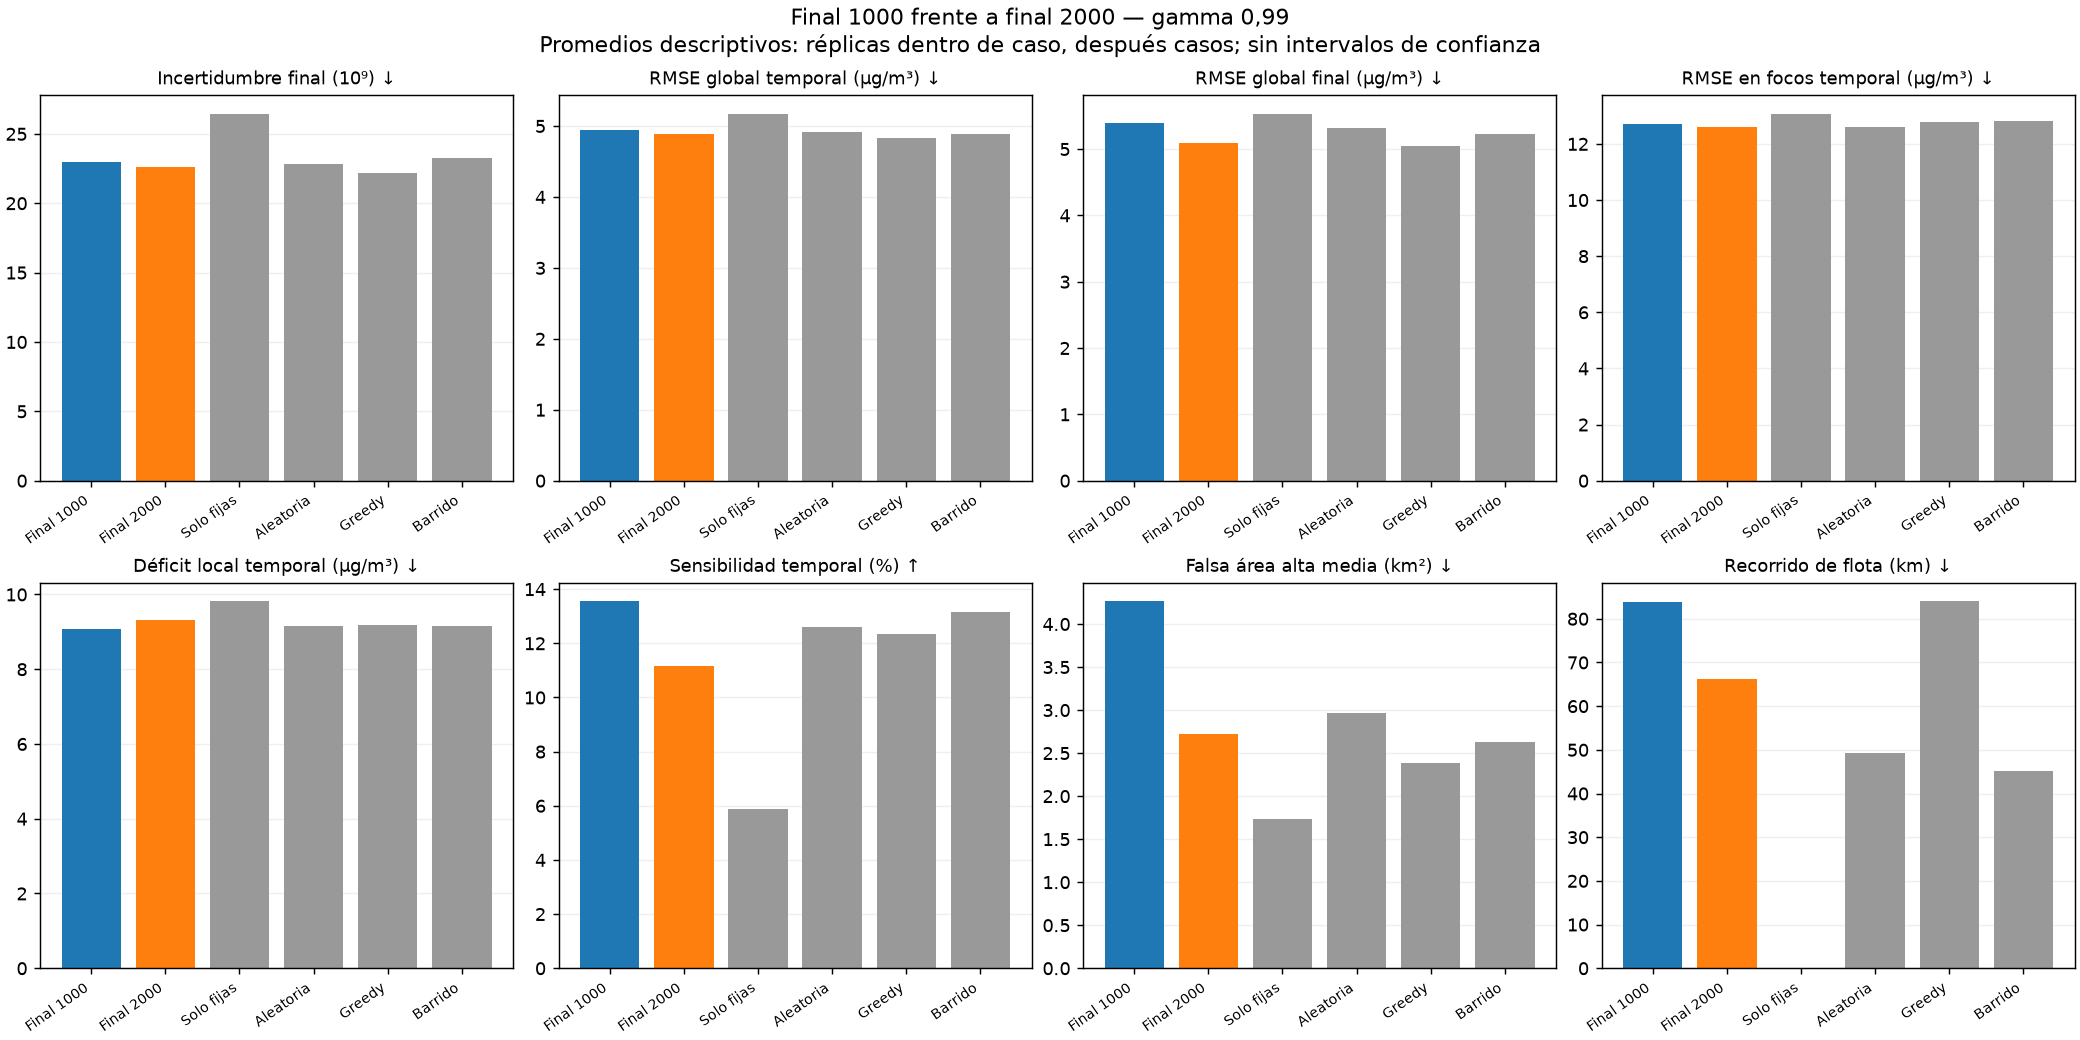 Final 1000 frente a final 2000 — gamma 0,99
Promedios descriptivos: réplicas dentro de caso, después casos; sin intervalos de confianza
Incertidumbre final (10⁹) ↓
25
20
15
10
5
0
Final 1000
Final 2000
Solo fijas
Aleatoria
Greedy
Barrido
RMSE global temporal (µg/m³) ↓
5
4
3
2
1
0
Final 1000
Final 2000
Solo fijas
Aleatoria
Greedy
Barrido
RMSE global final (µg/m³) ↓
5
4
3
2
1
0
Final 1000
Final 2000
Solo fijas
Aleatoria
Greedy
Barrido
RMSE en focos temporal (µg/m³) ↓
12
10
8
6
4
2
0
Final 1000
Final 2000
Solo fijas
Aleatoria
Greedy
Barrido
Déficit local temporal (µg/m³) ↓
10
8
6
4
2
0
Final 1000
Final 2000
Solo fijas
Aleatoria
Greedy
Barrido
Sensibilidad temporal (%) ↑
14
12
10
8
6
4
2
0
Final 1000
Final 2000
Solo fijas
Aleatoria
Greedy
Barrido
Falsa área alta media (km²) ↓
4.0
3.5
3.0
2.5
2.0
1.5
1.0
0.5
0.0
Final 1000
Final 2000
Solo fijas
Aleatoria
Greedy
Barrido
Recorrido de flota (km) ↓
80
70
60
50
40
30
20
10
0
Final 1000
Final 2000
Solo fijas
Aleatoria
Greedy
Barrido